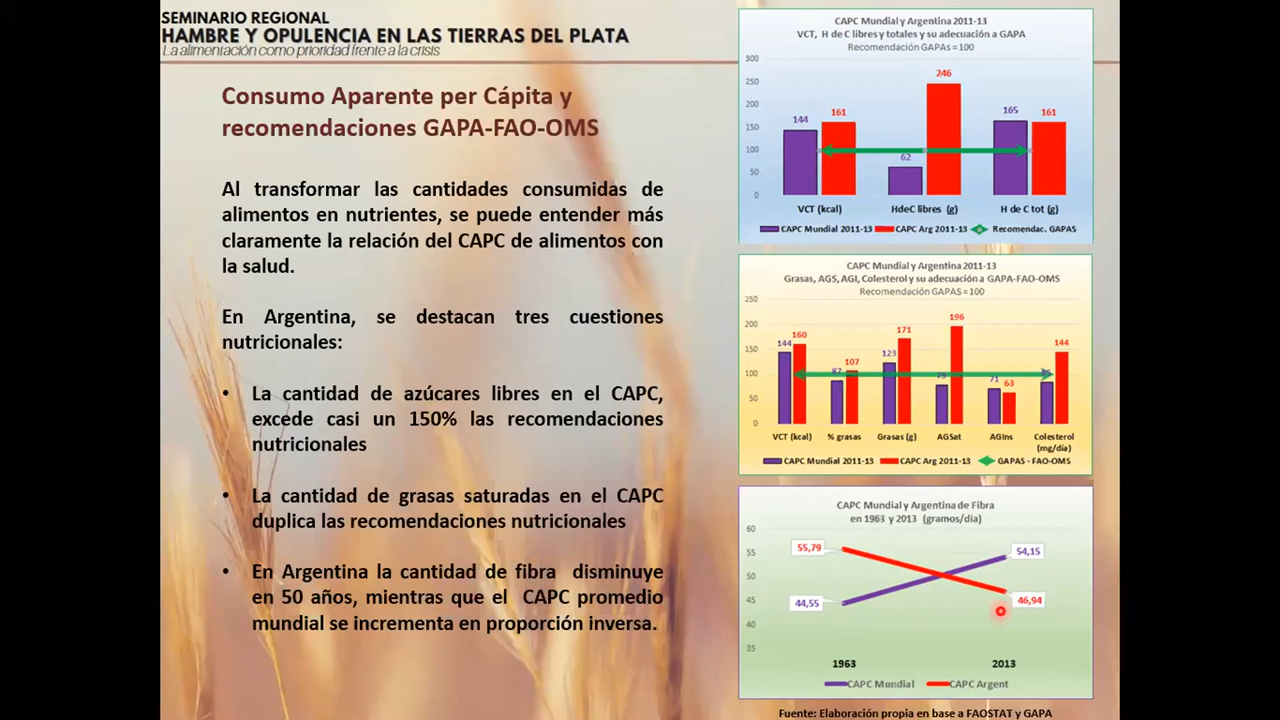 SEMINARIO REGIONAL
HAMBRE Y OPULENCIA EN LAS TIERRAS DEL PLATA
La alimentación como prioridad frente a la crisis
Consumo Aparente per Cápita y
recomendaciones GAPA-FAO-OMS
Al transformar las cantidades consumidas de
alimentos en nutrientes, se puede entender más
claramente la relación del CAPC de alimentos con
la salud.
En Argentina, se destacan tres cuestiones
nutricionales:
• La cantidad de azúcares libres en el CAPC,
excede casi un 150% las recomendaciones
nutricionales
• La cantidad de grasas saturadas en el CAPC
duplica las recomendaciones nutricionales
• En Argentina la cantidad de fibra disminuye
en 50 años, mientras que el CAPC promedio
mundial se incrementa en proporción inversa.
CAPC Mundial y Argentina 2011-13
VCT, H de C libres y totales y su adecuación a GAPA
Recomendación GAPAs = 100
300
250
200
150
100
50
0
144
161
62
246
165
161
VCT (kcal)
HdeC libres (g)
H de C tot (g)
CAPC Mundial 2011-13
CAPC Arg 2011-13
Recomendac. GAPAS
CAPC Mundial y Argentina 2011-13
Grasas, AGS, AGI, Colesterol y su adecuación a GAPA-FAO-OMS
Recomendación GAPAS = 100
250
200
150
100
50
0
144
160
87
107
123
171
79
196
71
63
144
VCT (kcal)
% grasas
Grasas (g)
AGSat
AGIns
Colesterol
(mg/día)
CAPC Mundial 2011-13
CAPC Arg 2011-13
GAPAS - FAO-OMS
CAPC Mundial y Argentina de Fibra
en 1963 y 2013 (gramos/dia)
60
55
50
45
40
35
55,79
44,55
54,15
46,94
1963
2013
CAPC Mundial
CAPC Argent
Fuente: Elaboración propia en base a FAOSTAT y GAPA